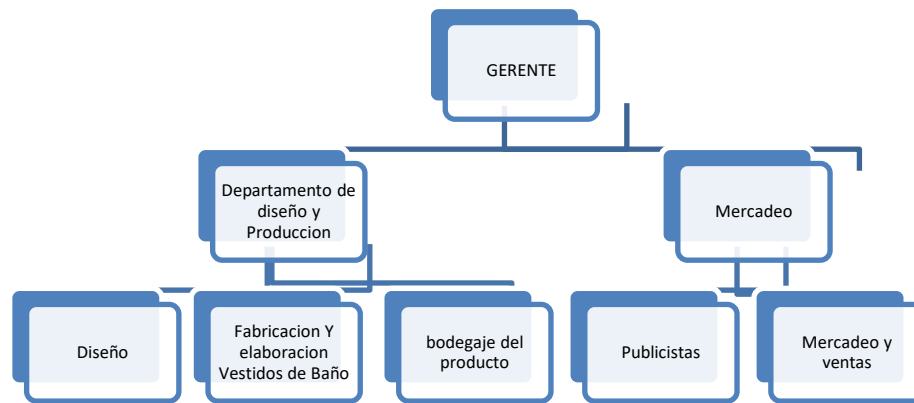 GERENTE
Departamento de
diseño y
Produccion
Mercadeo
Diseño
Fabricacion Y
elaboracion
Vestidos de Baño
bodegaje del
producto
Publicistas
Mercadeo y
ventas